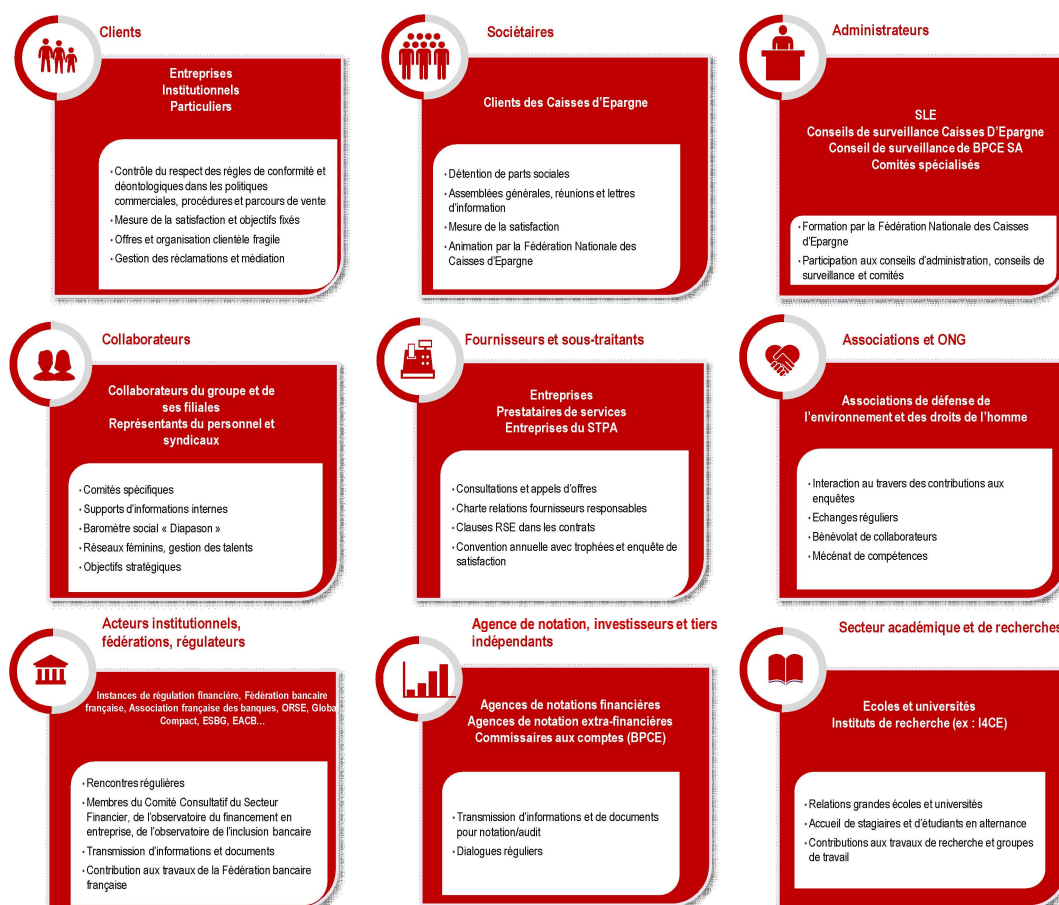 Clients
Entreprises
Institutionnels
Particuliers
• Contrôle du respect des règles de conformité et
déontologiques dans les politiques
commerciales, procédures et parcours de vente
• Mesure de la satisfaction et objectifs fixés
• Offres et organisation clientèle fragile
• Gestion des réclamations et médiation
Sociétaires
Clients des Caisses d'Epargne
• Détention de parts sociales
• Assemblées générales, réunions et lettres
d'information
• Mesure de la satisfaction
• Animation par la Fédération Nationale des
Caisses d'Epargne
Administrateurs
SLE
Conseils de surveillance Caisses D'Epargne
Conseil de surveillance de BPCE SA
Comités spécialisés
• Formation par la Fédération Nationale des Caisses
d'Epargne
• Participation aux conseils d'administration, conseils de
surveillance et comités
Collaborateurs
Collaborateurs du groupe et de
ses filiales
Représentants du personnel et
syndicaux
• Comités spécifiques
• Supports d'informations internes
• Baromètre social « Diapason »
• Réseaux féminins, gestion des talents
• Objectifs stratégiques
Fournisseurs et sous-traitants
Entreprises
Prestataires de services
Entreprises du STPA
• Consultations et appels d'offres
• Charte relations fournisseurs responsables
• Clauses RSE dans les contrats
• Convention annuelle avec trophées et enquête de
satisfaction
Associations et ONG
Associations de défense de
l'environnement et des droits de l'homme
• Interaction au travers des contributions aux
enquêtes
• Echanges réguliers
• Bénévolat de collaborateurs
• Mécénat de compétences
Acteurs institutionnels,
fédérations, régulateurs
Instances de régulation financière, Fédération bancaire
française, Association française des banques, ORSE, Globa
Compact, ESBG, EACB...
• Rencontres régulières
• Membres du Comité Consultatif du Secteur
Financier, de l'observatoire du financement en
entreprise, de l'observatoire de l'inclusion bancaire
• Transmission d'informations et documents
• Contribution aux travaux de la Fédération bancaire
française
Agence de notation, investisseurs et tiers
indépendants
Agences de notations financières
Agences de notation extra-financières
Commissaires aux comptes (BPCE)
• Transmission d'informations et de documents
pour notation/audit
• Dialogues réguliers
Secteur académique et de recherches
Ecoles et universités
Instituts de recherche (ex : I4CE)
• Relations grandes écoles et universités
• Accueil de stagiaires et d'étudiants en alternance
• Contributions aux travaux de recherche et groupes
de travail